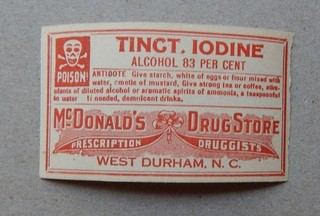 TINCT. IODINE
ALCOHOL 83 PER CENT
POISON!
ANTIDOTE Give starch, white of eggs or flour mixed with
water, emetic of mustard, Give strong tea or coffee, stim-
ulants of diluted alcohol or aromatic spirits of ammonia, a teaspoonful
to water if needed, demulcent drinks.
McDONALD'S DRUG STORE
PRESCRIPTION DRUGGISTS
WEST DURHAM, N. C.